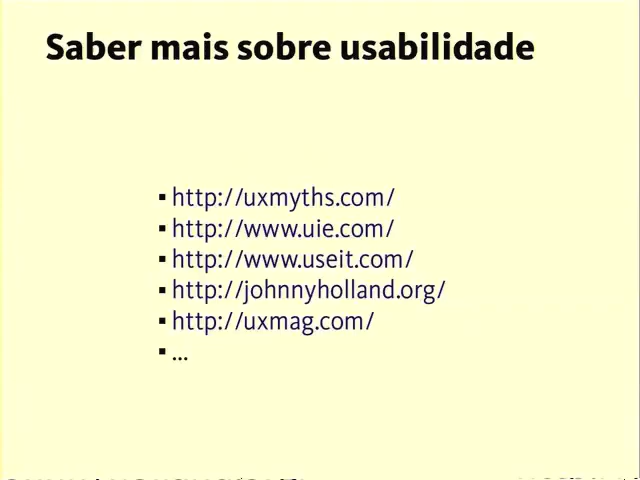 Saber mais sobre usabilidade
▪ http://uxmyths.com/
▪ http://www.uie.com/
▪ http://www.useit.com/
▪ http://johnnyholland.org/
▪ http://uxmag.com/
▪ ...